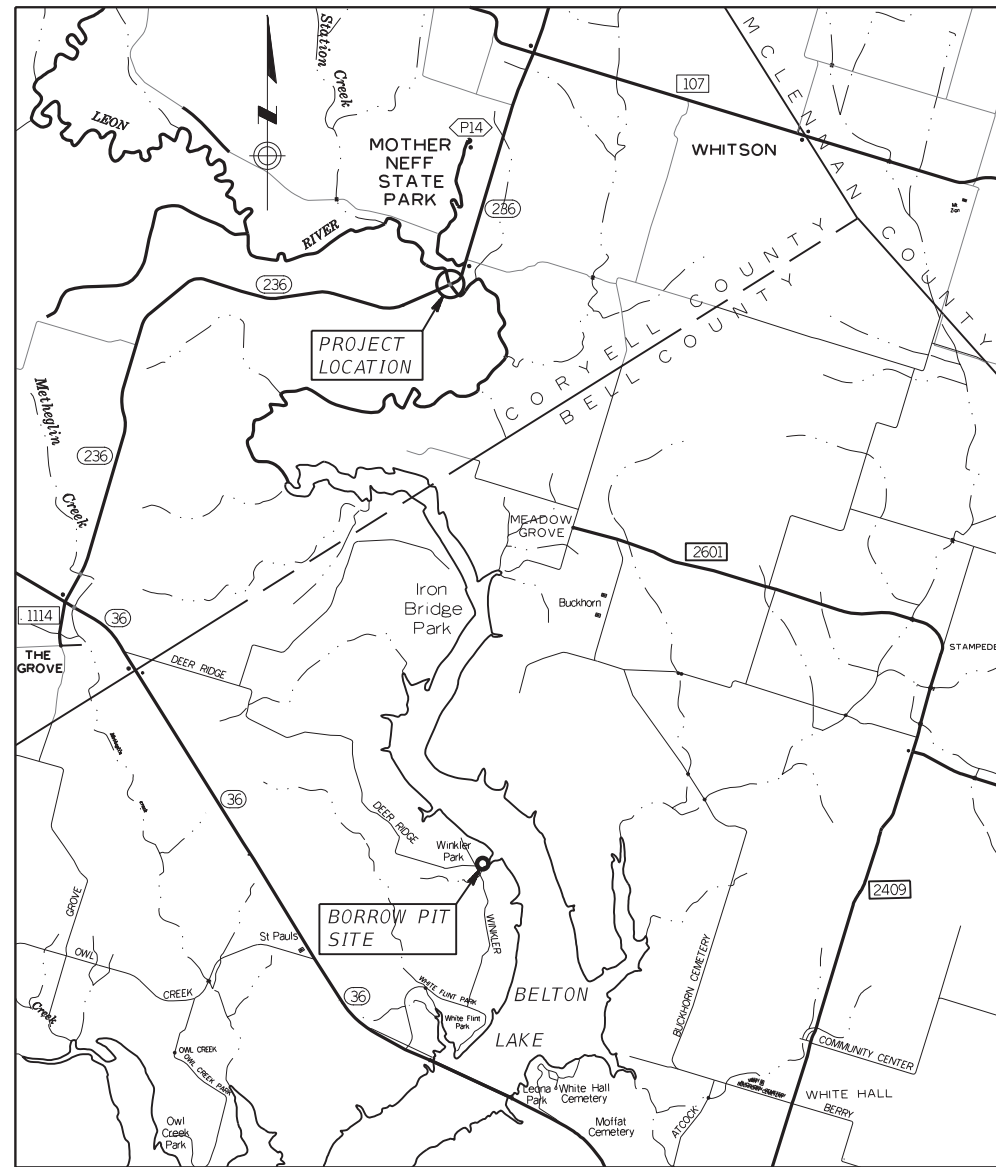 Station
Creek
LEON
MOTHER
NEFF
STATE
PARK
P14
107
WHITSON
MCLENNAN COUNTY
N
RIVER
236
236
PROJECT
LOCATION
CORYELL COUNTY
BELL COUNTY
Metheglin
Creek
236
MEADOW
GROVE
2601
Iron
Bridge
Park
Buckhorn
1114
36
THE
GROVE
DEER RIDGE
STAMPEDE
36
DEER RIDGE
Winkler
Park
2409
BORROW PIT
SITE
GROVE
WINKLER
St Pauls
OWL
CREEK
36
WHITE FLINT PARK
White Flint
Park
BELTON
LAKE
BUCKHORN CEMETERY
Creek
OWL CREEK
OWL CREEK PARK
COMMUNITY CENTER
Leona
Park
White Hall
Cemetery
WHITE HALL
BERRY
Moffat
Cemetery
ATCOCK
Owl
Creek
Park